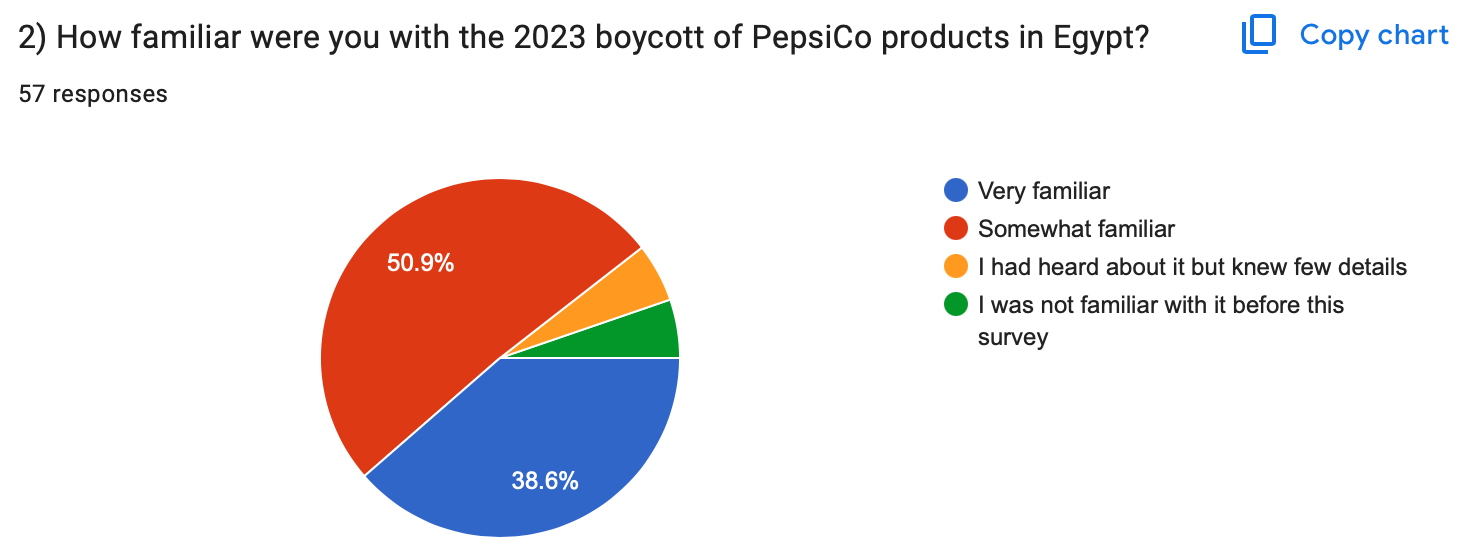 2) How familiar were you with the 2023 boycott of PepsiCo products in Egypt?
Copy chart
57 responses
50.9%
38.6%
Very familiar
Somewhat familiar
I had heard about it but knew few details
I was not familiar with it before this
survey